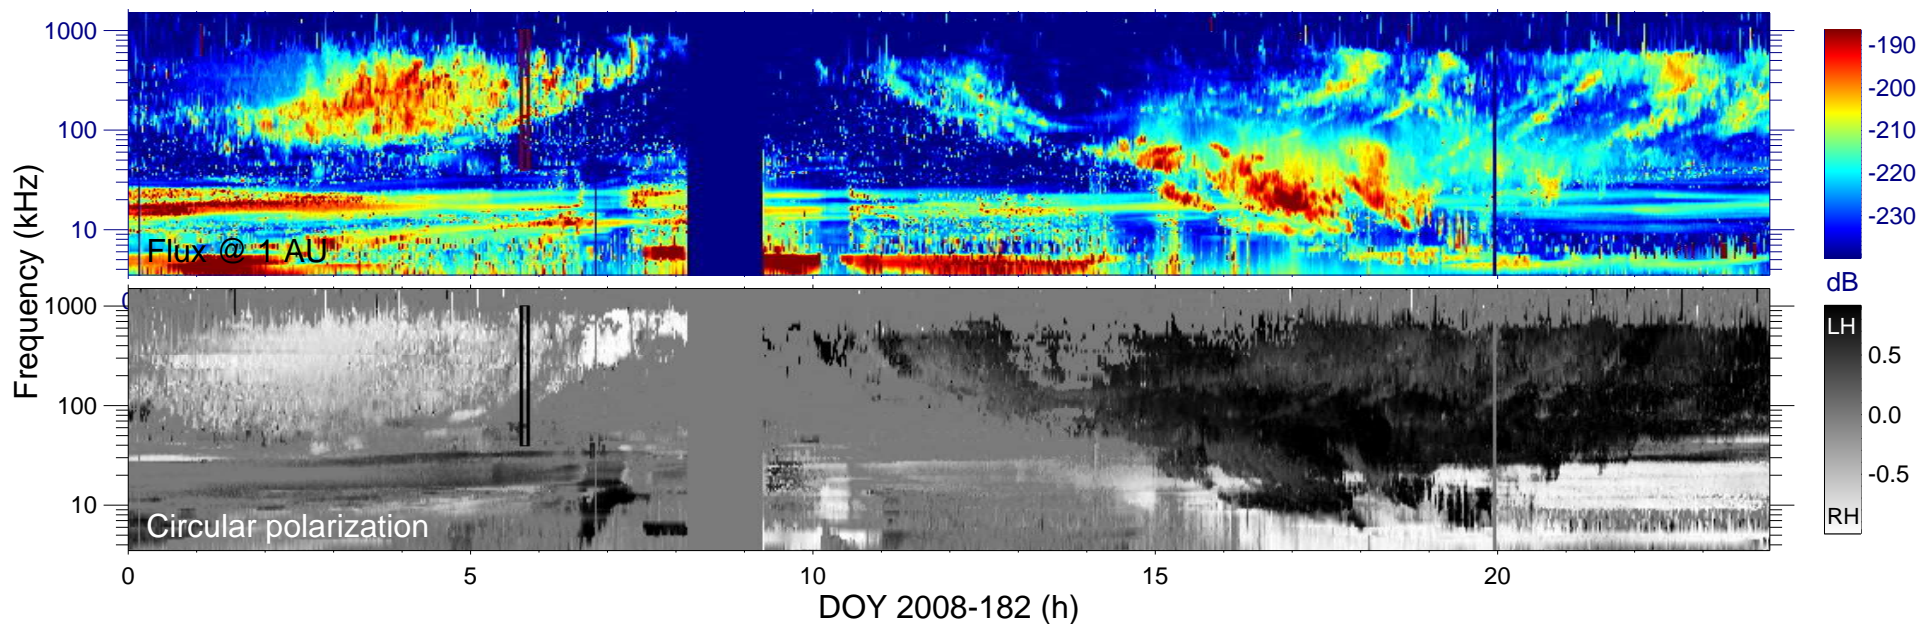 1000
100
10
Flux @ 1 AU
-190
-200
-210
-220
-230
dB
0
Frequency (kHz)
1000
100
10
Circular polarization
LH
0.5
0.0
-0.5
RH
0 5 10 15 20
DOY 2008-182 (h)